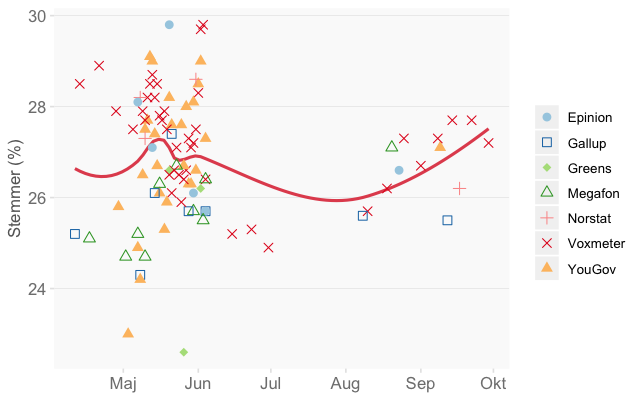 30
28
26
24
Stemmer (%)
Maj Jun Jul Aug Sep Okt
Epinion
Gallup
Greens
Megafon
Norstat
Voxmeter
YouGov